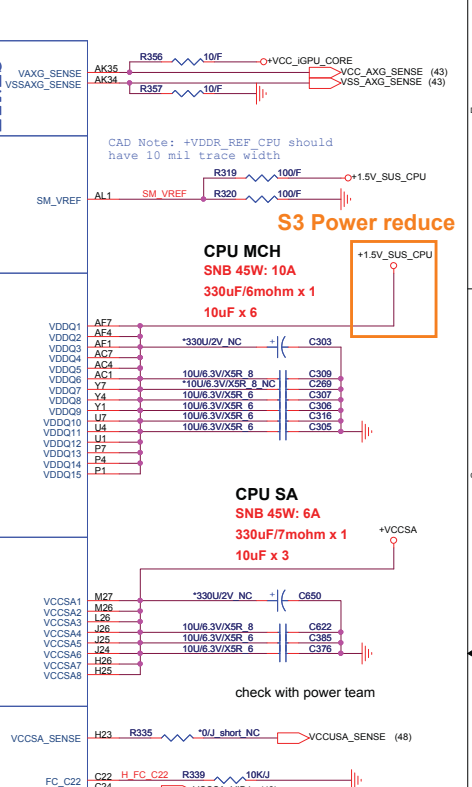 R356 10/F +VCC_iGPU_CORE
VAXG_SENSE AK35 VCC_AXG_SENSE (43)
VSSAXG_SENSE AK34 VSS_AXG_SENSE (43)
R357 10/F
CAD Note: +VDDR_REF_CPU should
have 10 mil trace width
R319 100/F +1.5V_SUS_CPU
SM_VREF AL1 SM_VREF R320 100/F
S3 Power reduce
+1.5V_SUS_CPU
CPU MCH
SNB 45W: 10A
330uF/6mohm x 1
10uF x 6
VDDQ1 AF7
VDDQ2 AF4
VDDQ3 AF1 *330U/2V_NC + C303
VDDQ4 AC7
VDDQ5 AC4
VDDQ6 AC1 10U/6.3V/X5R_8 C309
VDDQ7 Y7 *10U/6.3V/X5R_8_NC C269
VDDQ8 Y4 10U/6.3V/X5R_6 C307
VDDQ9 Y1 10U/6.3V/X5R_6 C306
VDDQ10 U7 10U/6.3V/X5R_6 C316
VDDQ11 U4 10U/6.3V/X5R_6 C305
VDDQ12 U1
VDDQ13 P7
VDDQ14 P4
VDDQ15 P1
CPU SA
SNB 45W: 6A
330uF/7mohm x 1
10uF x 3
+VCCSA
VCCSA1 M27 *330U/2V_NC + C650
VCCSA2 M26
VCCSA3 L26
VCCSA4 J26 10U/6.3V/X5R_8 C622
VCCSA5 J25 10U/6.3V/X5R_6 C385
VCCSA6 J24 10U/6.3V/X5R_6 C376
VCCSA7 H26
VCCSA8 H25
check with power team
VCCSA_SENSE H23 R335 *0/J_short_NC VCCUSA_SENSE (48)
FC_C22 C22 H_FC_C22 R339 10K/J
C24